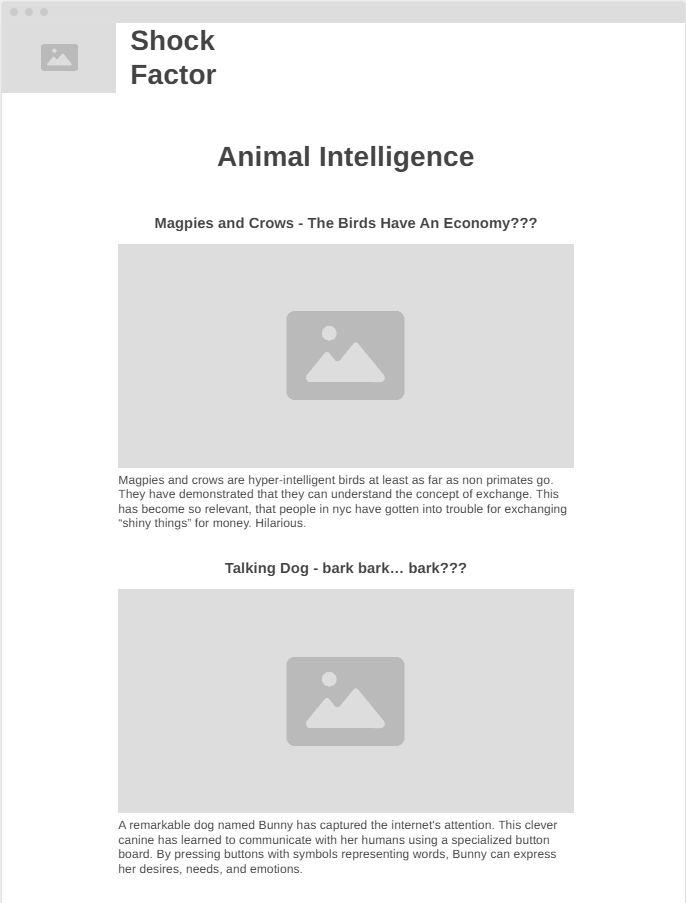 Shock
Factor
Animal Intelligence
Magpies and Crows - The Birds Have An Economy???
Magpies and crows are hyper-intelligent birds at least as far as non primates go.
They have demonstrated that they can understand the concept of exchange. This
has become so relevant, that people in nyc have gotten into trouble for exchanging
“shiny things” for money. Hilarious.
Talking Dog - bark bark… bark???
A remarkable dog named Bunny has captured the internet's attention. This clever
canine has learned to communicate with her humans using a specialized button
board. By pressing buttons with symbols representing words, Bunny can express
her desires, needs, and emotions.